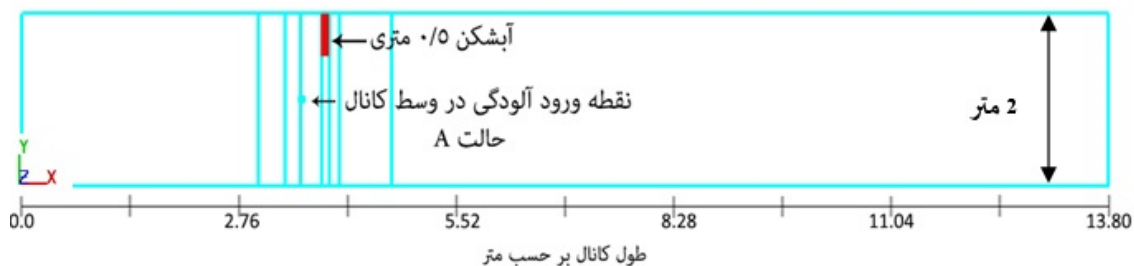 آبشکن ۰/۵ متری
نقطه ورود آلودگی در وسط کانال
حالت A
2 متر
Y
Z X
0.0 2.76 5.52 8.28 11.04 13.80
طول کانال بر حسب متر